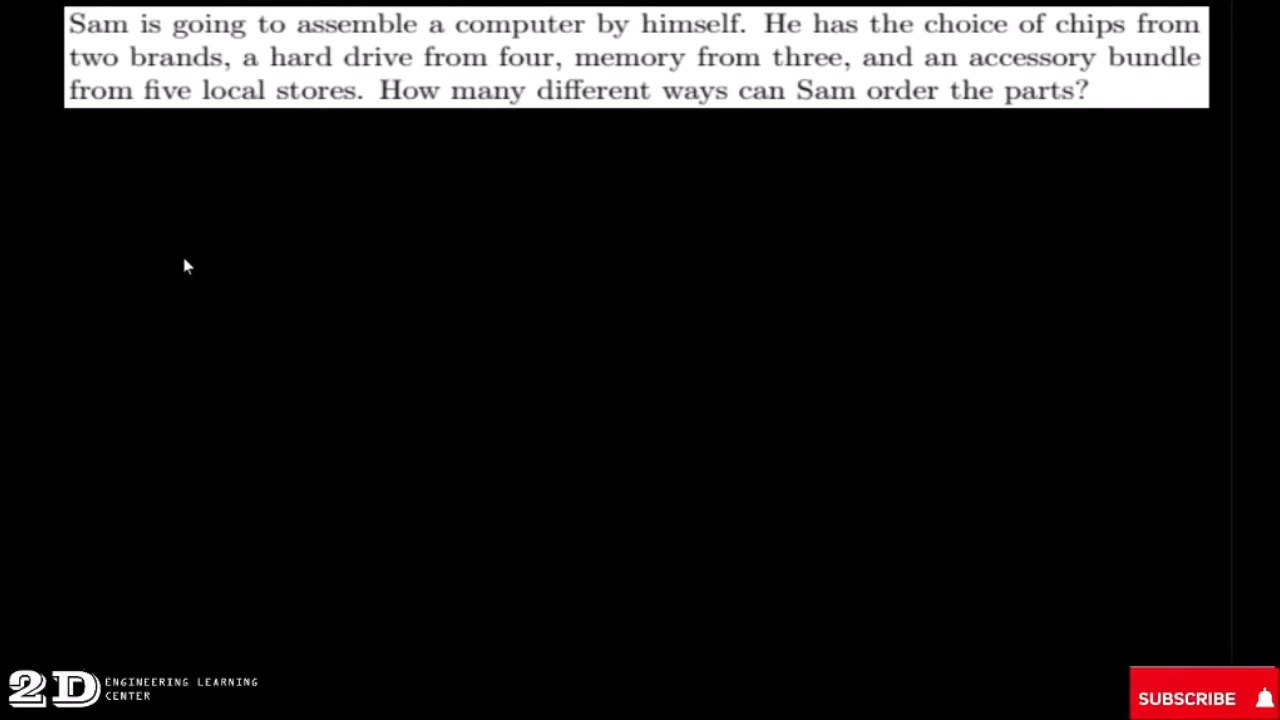 Sam is going to assemble a computer by himself. He has the choice of chips from
two brands, a hard drive from four, memory from three, and an accessory bundle
from five local stores. How many different ways can Sam order the parts?
2D ENGINEERING LEARNING
CENTER
SUBSCRIBE